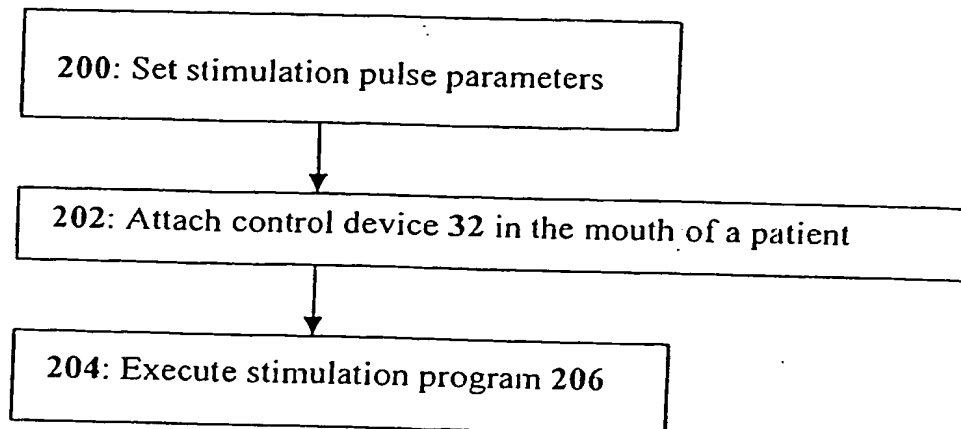 200: Set stimulation pulse parameters
202: Attach control device 32 in the mouth of a patient
204: Execute stimulation program 206